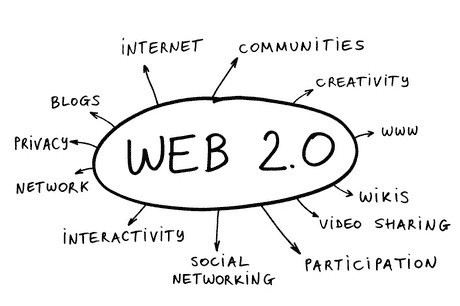 INTERNET
COMMUNITIES
CREATIVITY
BLOGS
WWW
PRIVACY
WEB 2.0
NETWORK
WIKIS
VIDEO SHARING
INTERACTIVITY
SOCIAL
NETWORKING
PARTICIPATION